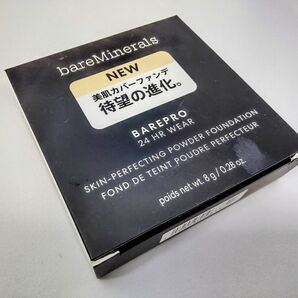 bareMinerals
NEW
美肌カバーファンデ
待望の進化。
BAREPRO
24 HR WEAR
SKIN-PERFECTING POWDER FOUNDATION
FOND DE TEINT POUDRE PERFECTEUR
poids net wt. 8 g / 0.28 oz.